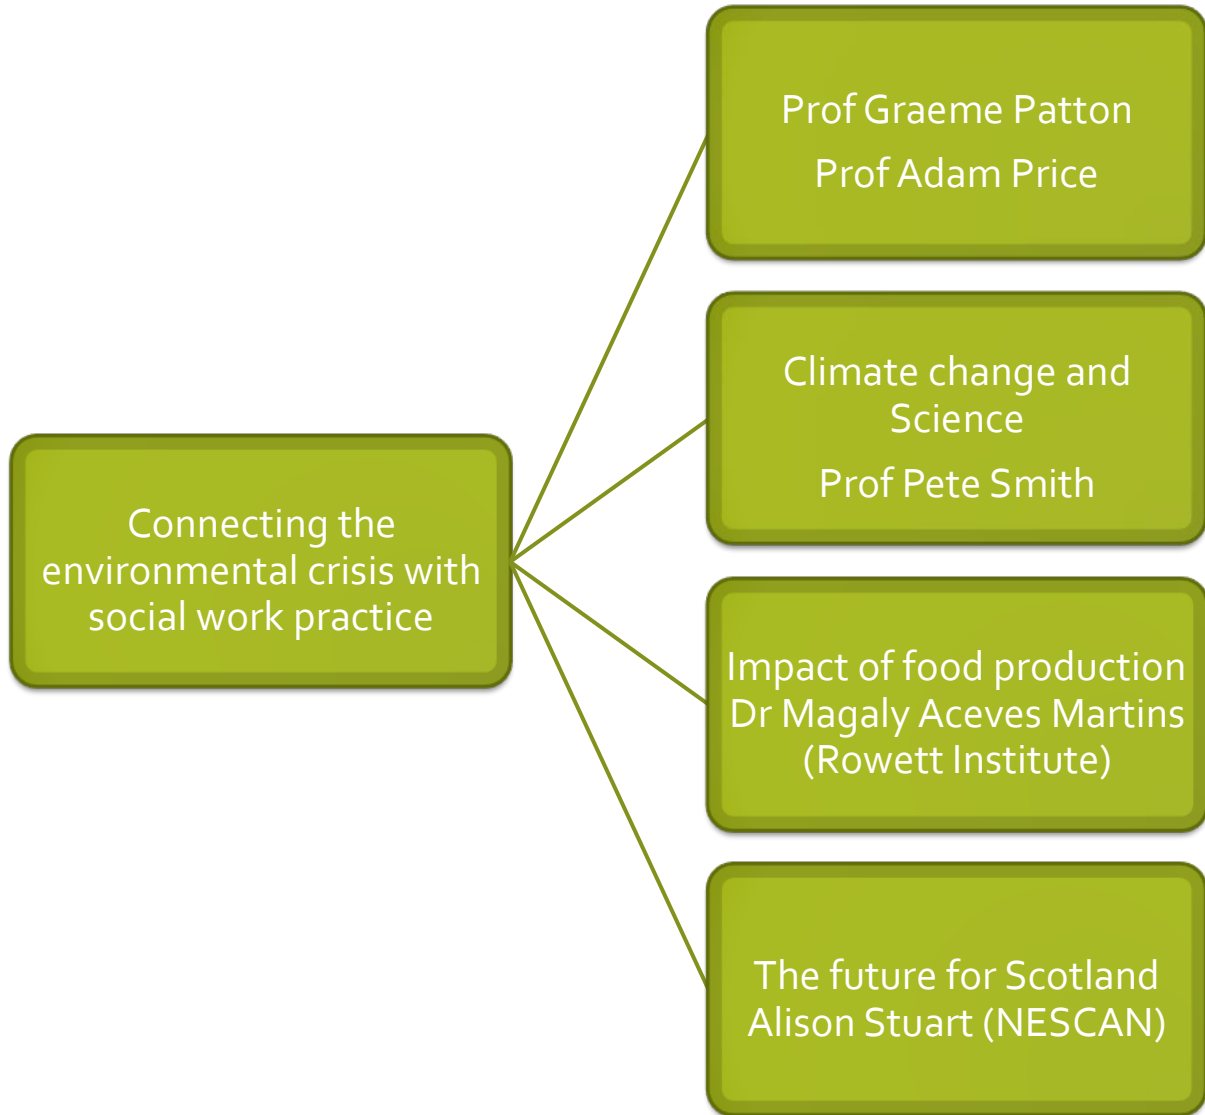 Connecting the
environmental crisis with
social work practice
Prof Graeme Patton
Prof Adam Price
Climate change and
Science
Prof Pete Smith
Impact of food production
Dr Magaly Aceves Martins
(Rowett Institute)
The future for Scotland
Alison Stuart (NESCAN)